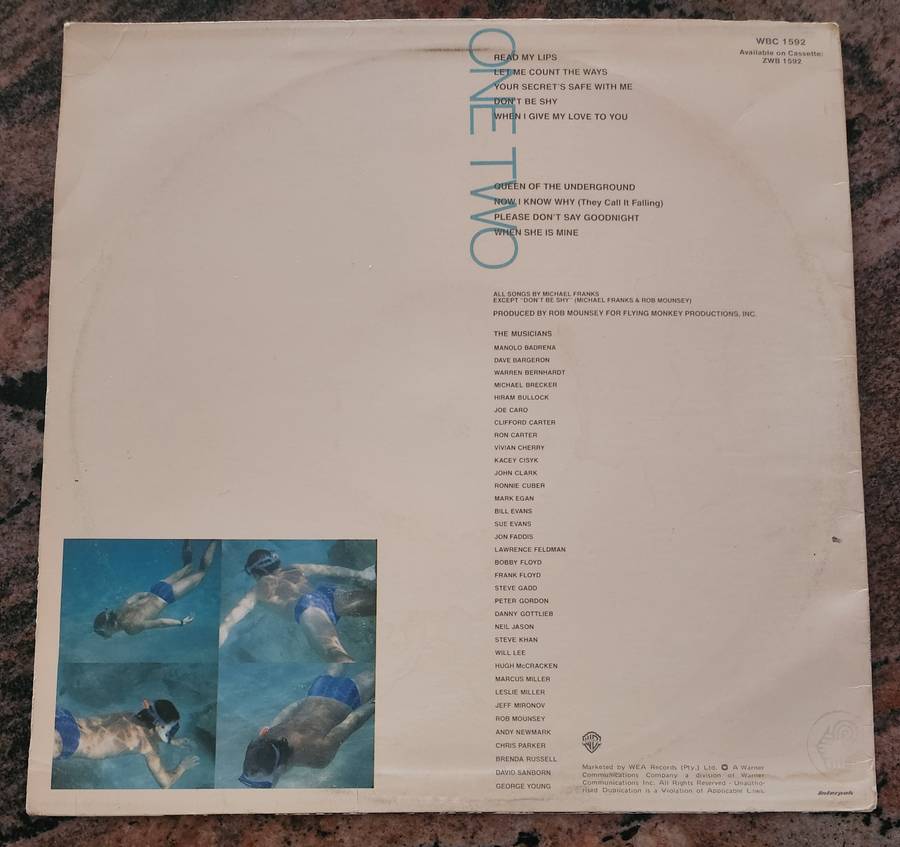 WBC 1592
Available on Cassette:
ZWB 1592
ONE
READ MY LIPS
LET ME COUNT THE WAYS
YOUR SECRET'S SAFE WITH ME
DON'T BE SHY
WHEN I GIVE MY LOVE TO YOU
TWO
QUEEN OF THE UNDERGROUND
NOW I KNOW WHY (They Call It Falling)
PLEASE DON'T SAY GOODNIGHT
WHEN SHE IS MINE
ALL SONGS BY MICHAEL FRANKS
EXCEPT "DON'T BE SHY" (MICHAEL FRANKS & ROB MOUNSEY)
PRODUCED BY ROB MOUNSEY FOR FLYING MONKEY PRODUCTIONS, INC.
THE MUSICIANS
MANOLO BADRENA
DAVE BARGERON
WARREN BERNHARDT
MICHAEL BRECKER
HIRAM BULLOCK
JOE CARO
CLIFFORD CARTER
RON CARTER
VIVIAN CHERRY
KACEY CISYK
JOHN CLARK
RONNIE CUBER
MARK EGAN
BILL EVANS
SUE EVANS
JON FADDIS
LAWRENCE FELDMAN
BOBBY FLOYD
FRANK FLOYD
STEVE GADD
PETER GORDON
DANNY GOTTLIEB
NEIL JASON
STEVE KHAN
WILL LEE
HUGH McCRACKEN
MARCUS MILLER
LESLIE MILLER
JEFF MIRONOV
ROB MOUNSEY
ANDY NEWMARK
CHRIS PARKER
BRENDA RUSSELL
DAVID SANBORN
GEORGE YOUNG
Marketed by WEA Records (Pty.) Ltd. A Warner
Communications Company a division of Warner
Communications Inc. All Rights Reserved - Unautho-
rised Duplication is a Violation of Applicable Laws.
Interpak